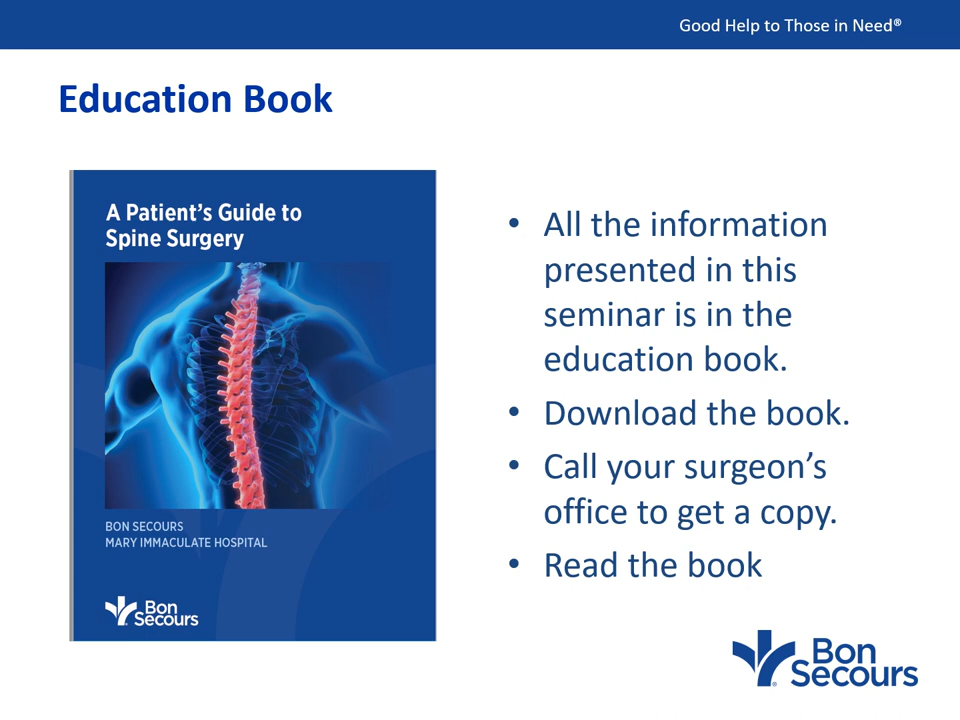 Good Help to Those in Need®
Education Book
A Patient’s Guide to
Spine Surgery
BON SECOURS
MARY IMMACULATE HOSPITAL
Bon
Secours
• All the information
presented in this
seminar is in the
education book.
• Download the book.
• Call your surgeon’s
office to get a copy.
• Read the book
Bon
Secours®